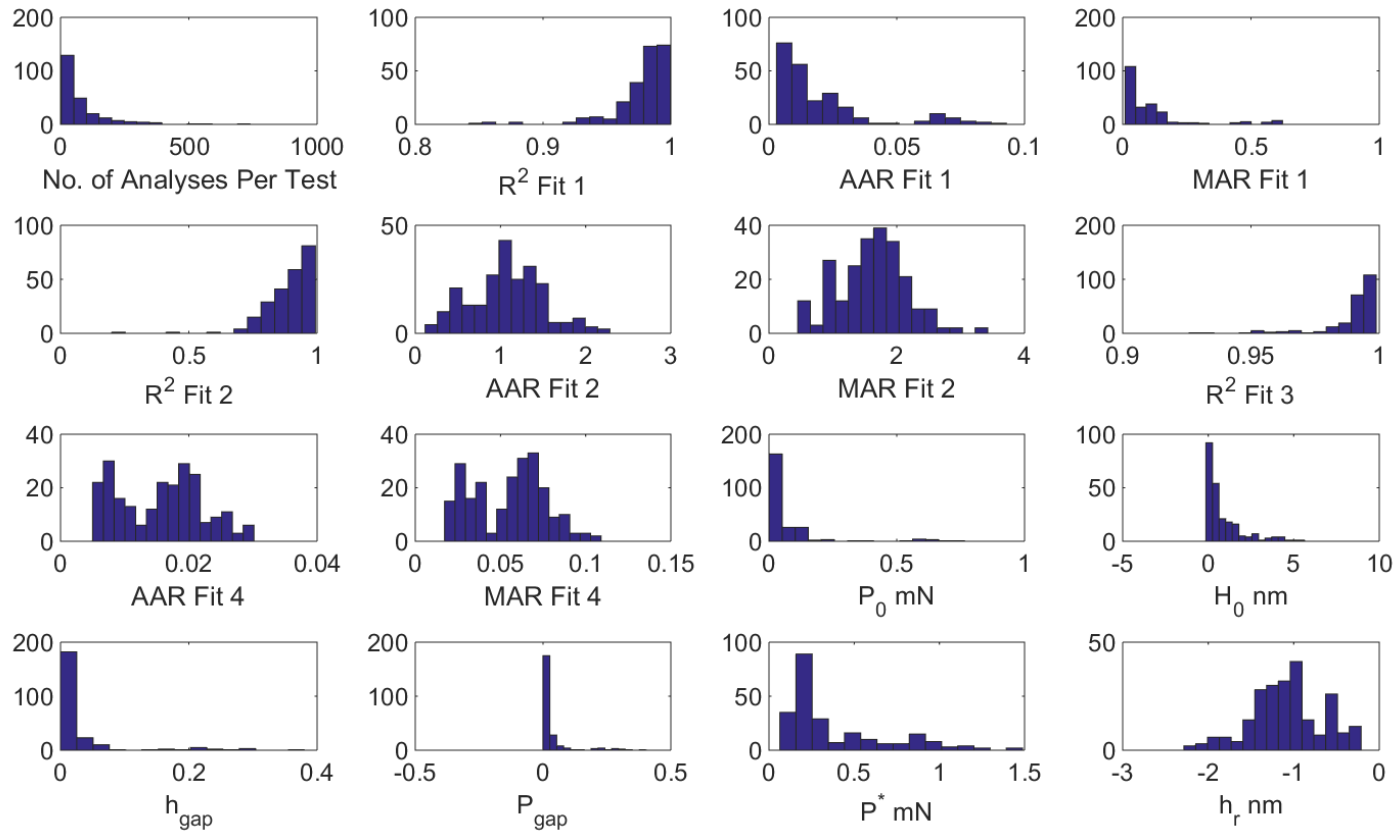 200
100
0
0 500 1000
No. of Analyses Per Test
100
50
0
0.8 0.9 1
R² Fit 1
100
50
0
0 0.05 0.1
AAR Fit 1
200
100
0
0 0.5 1
MAR Fit 1
100
50
0
0 0.5 1
R² Fit 2
50
0
0 1 2 3
AAR Fit 2
40
20
0
0 2 4
MAR Fit 2
200
100
0
0.9 0.95 1
R² Fit 3
40
20
0
0 0.02 0.04
AAR Fit 4
40
20
0
0 0.05 0.1 0.15
MAR Fit 4
200
100
0
0 0.5 1
P₀ mN
100
50
0
-5 0 5 10
H₀ nm
200
100
0
0 0.2 0.4
h_gap
200
100
0
-0.5 0 0.5
P_gap
100
50
0
0 0.5 1 1.5
P* mN
50
0
-3 -2 -1 0
h_r nm